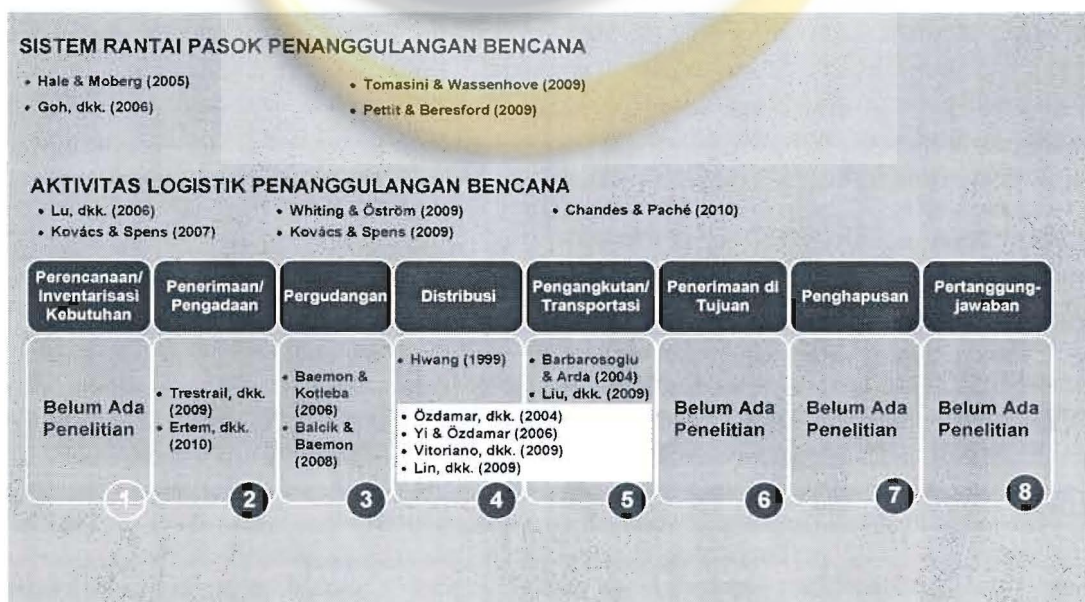 SISTEM RANTAI PASOK PENANGGULANGAN BENCANA
• Hale & Moberg (2005)
• Goh, dkk. (2006)
• Tomasini & Wassenhove (2009)
• Pettit & Beresford (2009)
AKTIVITAS LOGISTIK PENANGGULANGAN BENCANA
• Lu, dkk. (2006)
• Kovács & Spens (2007)
• Whiting & Öström (2009)
• Kovács & Spens (2009)
• Chandes & Paché (2010)
Perencanaan/
Inventarisasi
Kebutuhan
Penerimaan/
Pengadaan
Pergudangan
Distribusi
Pengangkutan/
Transportasi
Penerimaan di
Tujuan
Penghapusan
Pertanggung-
jawaban
Belum Ada
Penelitian
• Trestrail, dkk.
(2009)
• Ertem, dkk.
(2010)
• Baemon &
Kotleba
(2006)
• Balcik &
Baemon
(2008)
• Hwang (1999)
• Barbarosoglu
& Arda (2004)
• Liu, dkk. (2009)
• Özdamar, dkk. (2004)
• Yi & Özdamar (2006)
• Vitoriano, dkk. (2009)
• Lin, dkk. (2009)
Belum Ada
Penelitian
Belum Ada
Penelitian
Belum Ada
Penelitian
1
2
3
4
5
6
7
8